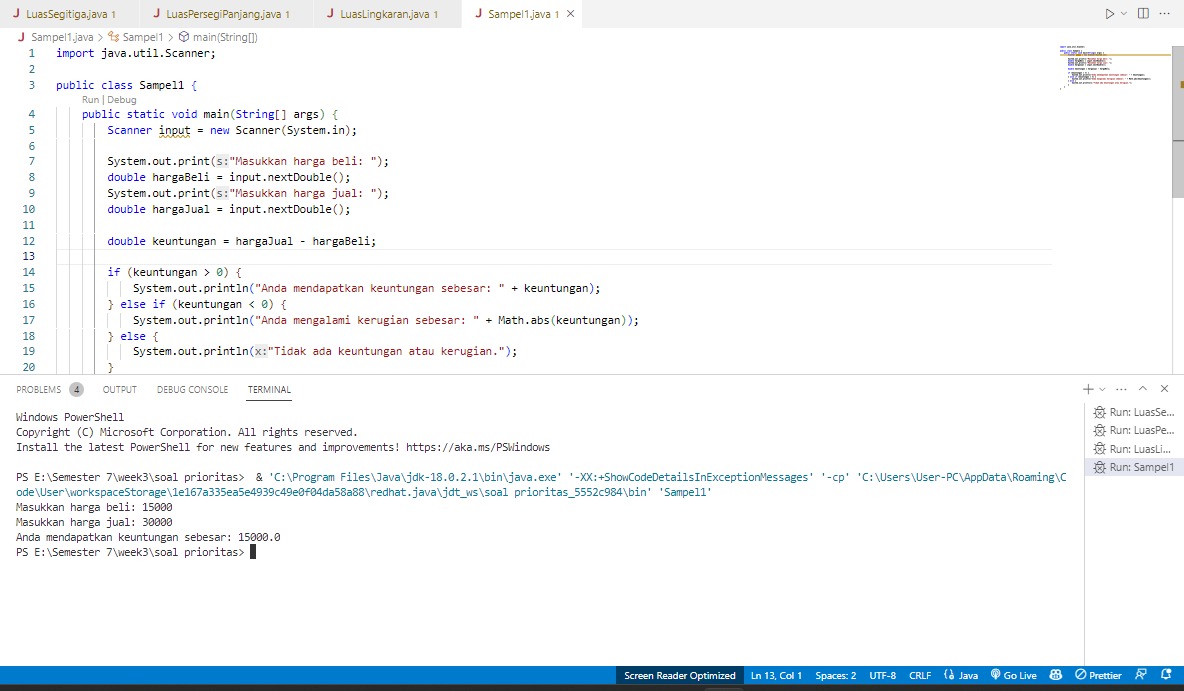 LuasSegitiga.java 1 LuasPersegiPanjang.java 1 LuasLingkaran.java 1 Sampel1.java 1
Sampel1.java > Sampel1 > main(String[])
1 import java.util.Scanner;
2
3 public class Sampel1 {
Run | Debug
4 public static void main(String[] args) {
5 Scanner input = new Scanner(System.in);
6
7 System.out.print(s:"Masukkan harga beli: ");
8 double hargaBeli = input.nextDouble();
9 System.out.print(s:"Masukkan harga jual: ");
10 double hargaJual = input.nextDouble();
11
12 double keuntungan = hargaJual - hargaBeli;
13
14 if (keuntungan > 0) {
15 System.out.println("Anda mendapatkan keuntungan sebesar: " + keuntungan);
16 } else if (keuntungan < 0) {
17 System.out.println("Anda mengalami kerugian sebesar: " + Math.abs(keuntungan));
18 } else {
19 System.out.println(x:"Tidak ada keuntungan atau kerugian.");
20 }
PROBLEMS 4 OUTPUT DEBUG CONSOLE TERMINAL
Windows PowerShell
Copyright (C) Microsoft Corporation. All rights reserved.
Install the latest PowerShell for new features and improvements! https://aka.ms/PSWindows
PS E:\Semester 7\week3\soal prioritas> & 'C:\Program Files\Java\jdk-18.0.2.1\bin\java.exe' '-XX:+ShowCodeDetailsInExceptionMessages' '-cp' 'C:\Users\User-PC\AppData\Roaming\C
ode\User\workspaceStorage\1e167a335ea5e4939c49e0f04da58a88\redhat.java\jdt_ws\soal prioritas_5552c984\bin' 'Sampel1'
Masukkan harga beli: 15000
Masukkan harga jual: 30000
Anda mendapatkan keuntungan sebesar: 15000.0
PS E:\Semester 7\week3\soal prioritas>
Run: LuasSe...
Run: LuasPe...
Run: LuasLi...
Run: Sampel1
Screen Reader Optimized Ln 13, Col 1 Spaces: 2 UTF-8 CRLF Java Go Live Prettier